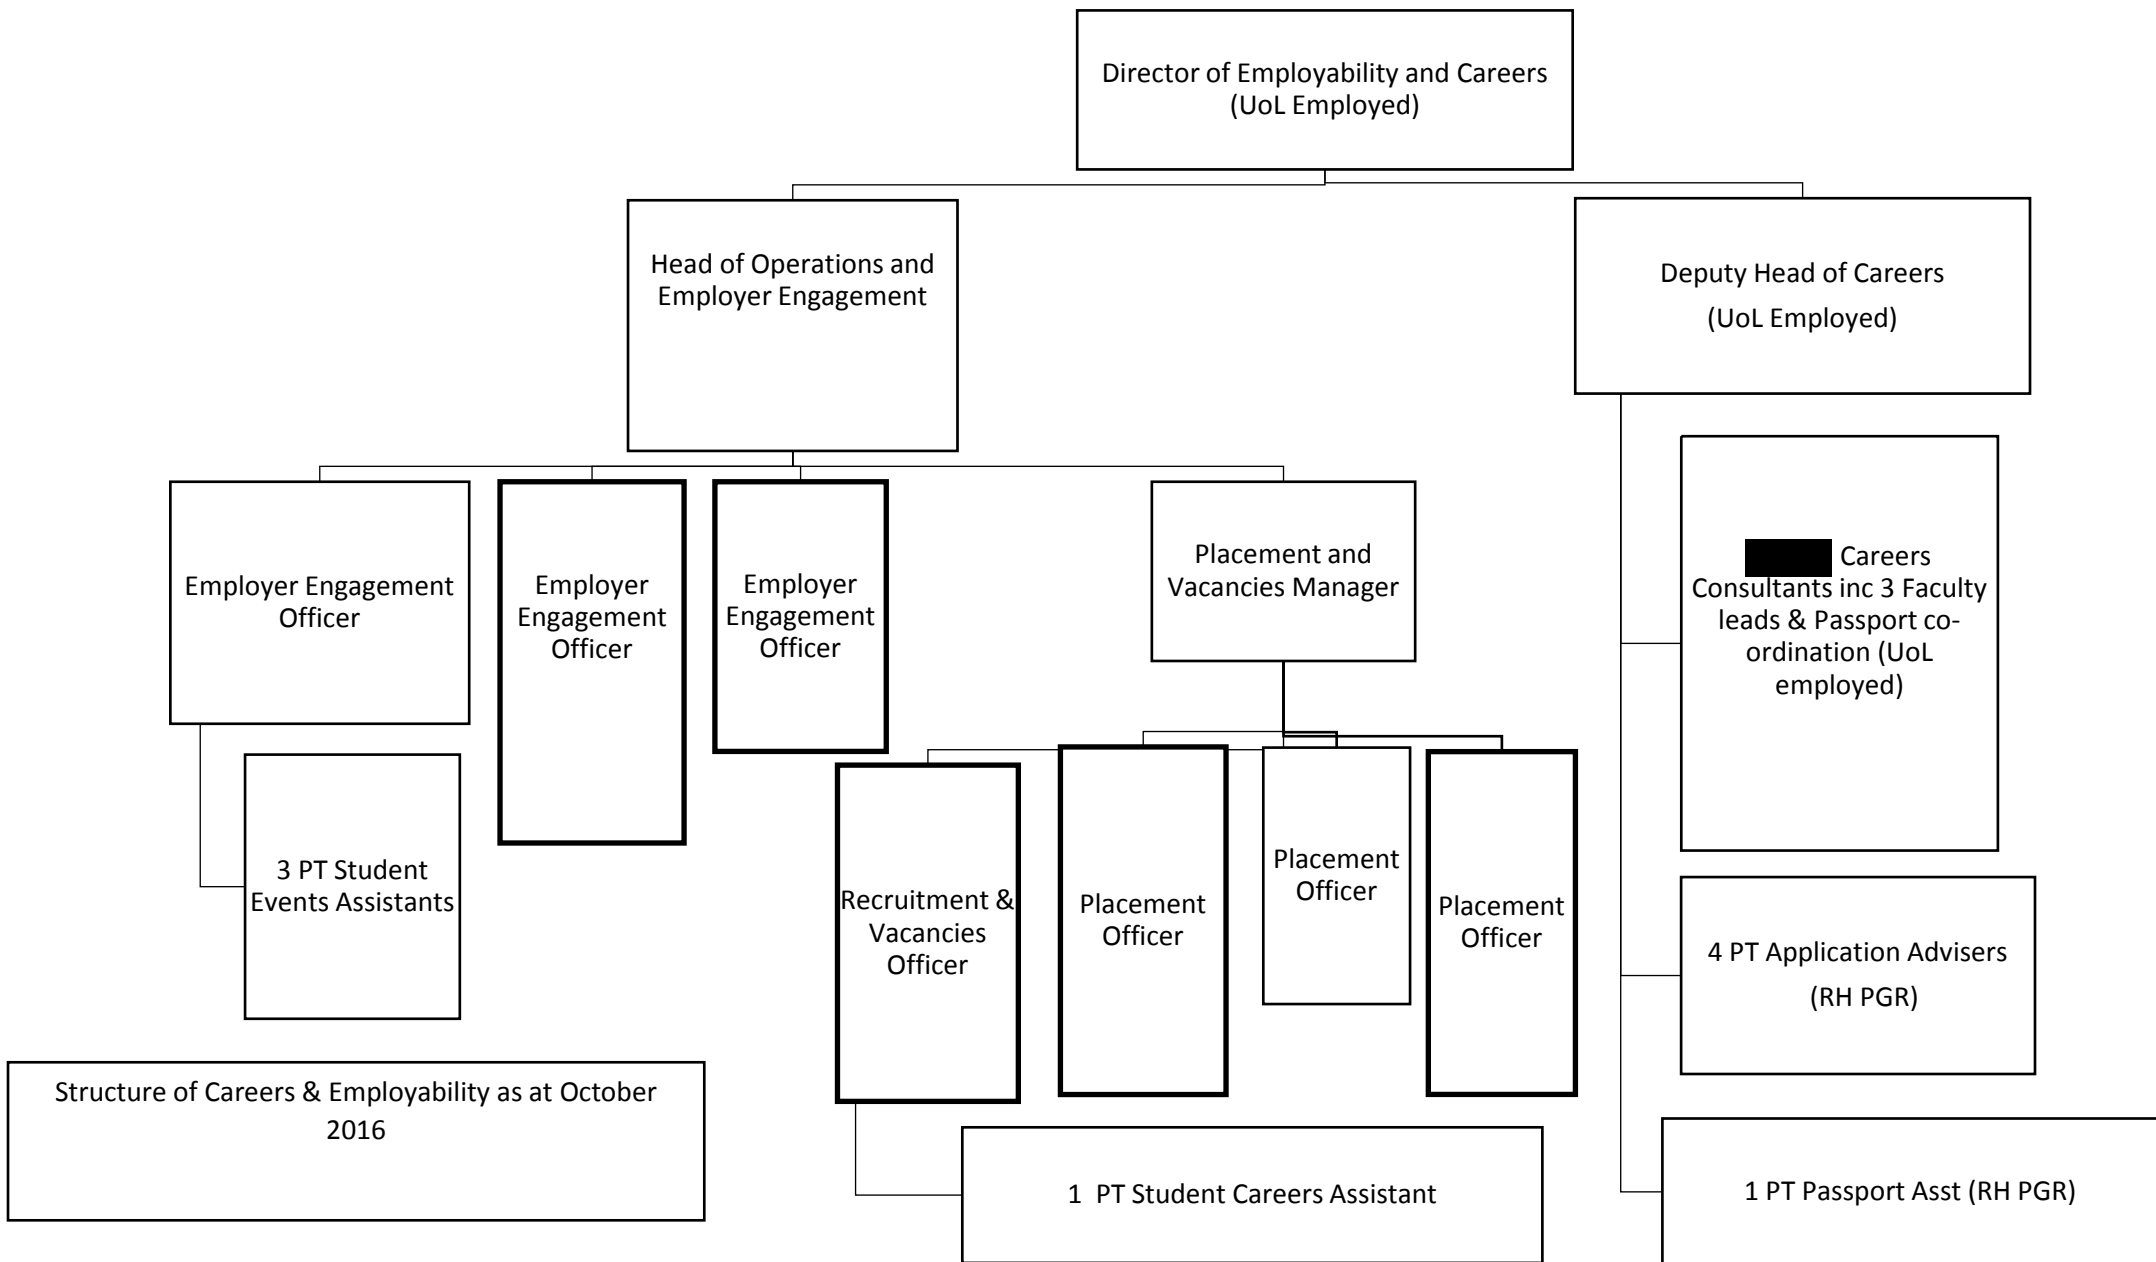 Director of Employability and Careers
(UoL Employed)
Head of Operations and
Employer Engagement
Deputy Head of Careers
(UoL Employed)
Employer Engagement
Officer
Employer
Engagement
Officer
Employer
Engagement
Officer
Placement and
Vacancies Manager
Careers
Consultants inc 3 Faculty
leads & Passport co-
ordination (UoL
employed)
3 PT Student
Events Assistants
Recruitment &
Vacancies
Officer
Placement
Officer
Placement
Officer
Placement
Officer
4 PT Application Advisers
(RH PGR)
Structure of Careers & Employability as at October
2016
1 PT Student Careers Assistant
1 PT Passport Asst (RH PGR)